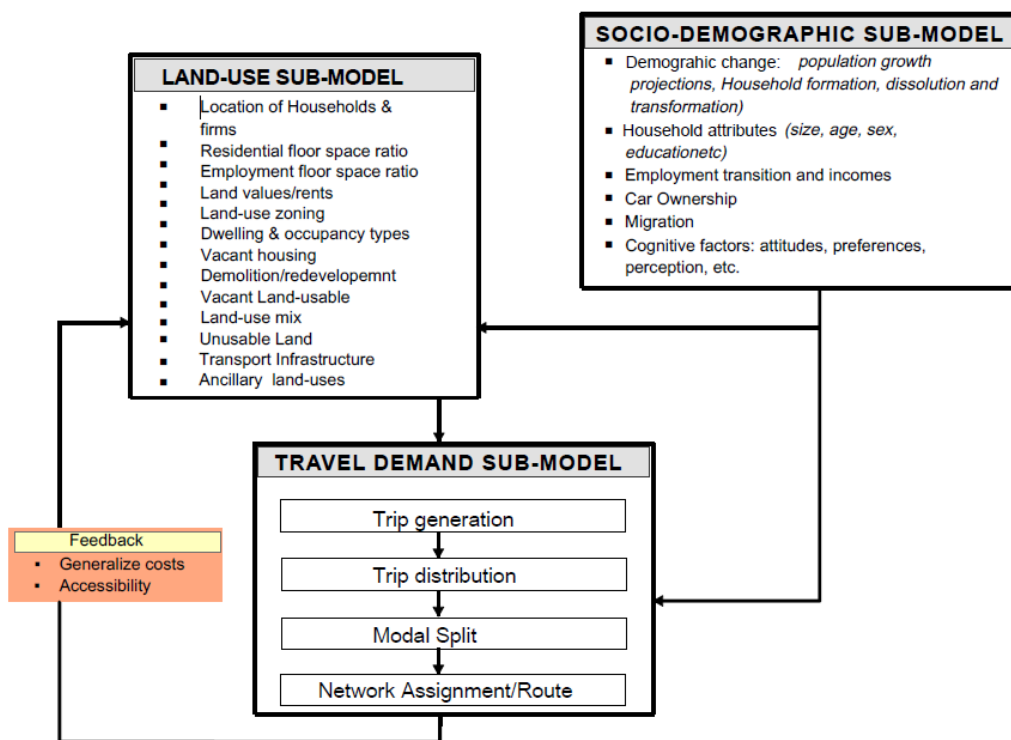 LAND-USE SUB-MODEL
Location of Households &
firms
Residential floor space ratio
Employment floor space ratio
Land values/rents
Land-use zoning
Dwelling & occupancy types
Vacant housing
Demolition/redevelopemnt
Vacant Land-usable
Land-use mix
Unusable Land
Transport Infrastructure
Ancillary land-uses
SOCIO-DEMOGRAPHIC SUB-MODEL
Demograhic change: population growth
projections, Household formation, dissolution and
transformation)
Household attributes (size, age, sex,
educationetc)
Employment transition and incomes
Car Ownership
Migration
Cognitive factors: attitudes, preferences,
perception, etc.
TRAVEL DEMAND SUB-MODEL
Trip generation
Trip distribution
Modal Split
Network Assignment/Route
Feedback
Generalize costs
Accessibility